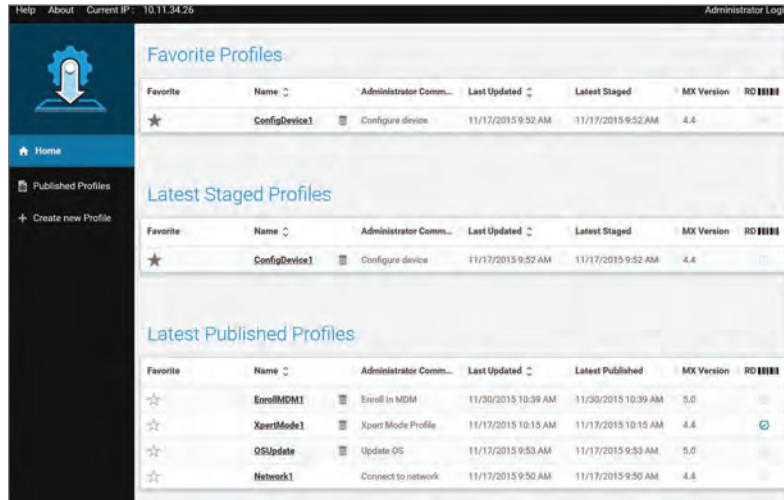 Help About Current IP : 10.11.34.26 Administrator Logi
Favorite Profiles
Favorite Name Administrator Comm... Last Updated Latest Staged MX Version RD
ConfigDevice1 Configure device 11/17/2015 9:52 AM 11/17/2015 9:52 AM 4.4
Home
Published Profiles
Create new Profile
Latest Staged Profiles
Favorite Name Administrator Comm... Last Updated Latest Staged MX Version RD
ConfigDevice1 Configure device 11/17/2015 9:52 AM 11/17/2015 9:52 AM 4.4
Latest Published Profiles
Favorite Name Administrator Comm... Last Updated Latest Published MX Version RD
EnrollMDM1 Enroll in MDM 11/30/2015 10:39 AM 11/30/2015 10:39 AM 5.0
XpertMode1 Xpert Mode Profile 11/17/2015 10:15 AM 11/17/2015 10:15 AM 4.4
OSUpdate Update OS 11/17/2015 9:53 AM 11/17/2015 9:53 AM 5.0
Network1 Connect to network 11/17/2015 9:50 AM 11/17/2015 9:50 AM 4.4